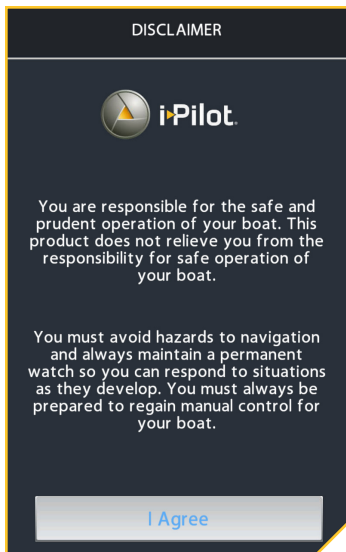 DISCLAIMER
i-Pilot.
You are responsible for the safe and
prudent operation of your boat. This
product does not relieve you from the
responsibility for safe operation of
your boat.
You must avoid hazards to navigation
and always maintain a permanent
watch so you can respond to situations
as they develop. You must always be
prepared to regain manual control for
your boat.
I Agree